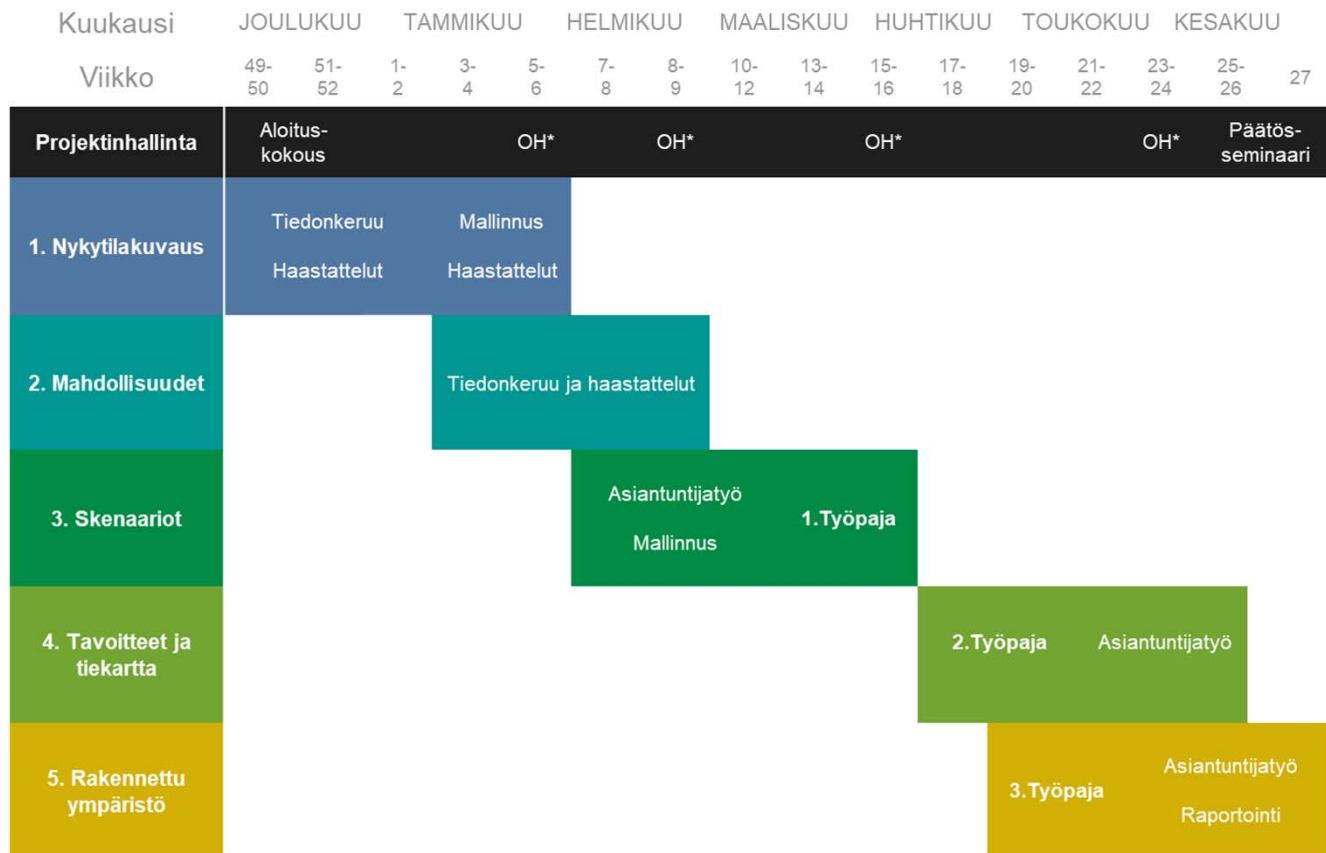 Kuukausi JOULUKUU TAMMIKUU HELMIKUU MAALISKUU HUHTIKUU TOUKOKUU KESAKUU
Viikko 49-50 51-52 1-2 3-4 5-6 7-8 8-9 10-12 13-14 15-16 17-18 19-20 21-22 23-24 25-26 27
Projektinhallinta
Aloitus-
kokous
OH* OH* OH* OH*
Päätös-
seminaari
1. Nykytilakuvaus
Tiedonkeruu Mallinnus
Haastattelut Haastattelut
2. Mahdollisuudet
Tiedonkeruu ja haastattelut
3. Skenaariot
Asiantuntijatyö
Mallinnus
1.Työpaja
4. Tavoitteet ja
tiekartta
2.Työpaja Asiantuntijatyö
5. Rakennettu
ympäristö
3.Työpaja
Asiantuntijatyö
Raportointi